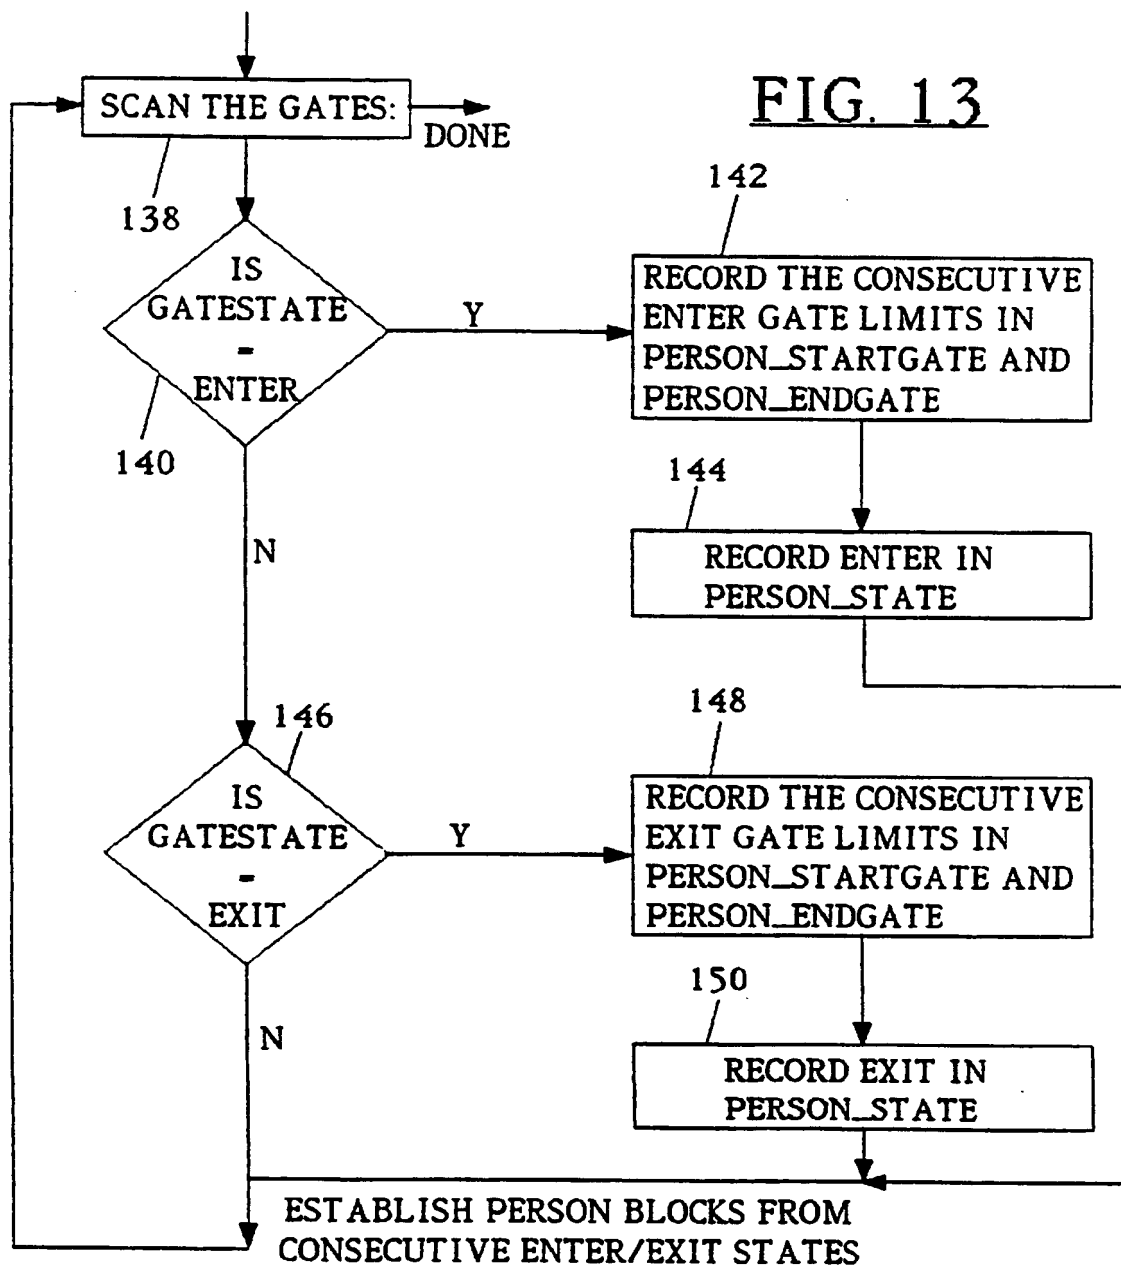 FIG. 13
SCAN THE GATES:
DONE
138
IS
GATESTATE
=
ENTER
140
Y
N
142
RECORD THE CONSECUTIVE
ENTER GATE LIMITS IN
PERSON_STARTGATE AND
PERSON_ENDGATE
144
RECORD ENTER IN
PERSON_STATE
146
IS
GATESTATE
=
EXIT
Y
N
148
RECORD THE CONSECUTIVE
EXIT GATE LIMITS IN
PERSON_STARTGATE AND
PERSON_ENDGATE
150
RECORD EXIT IN
PERSON_STATE
ESTABLISH PERSON BLOCKS FROM
CONSECUTIVE ENTER/EXIT STATES